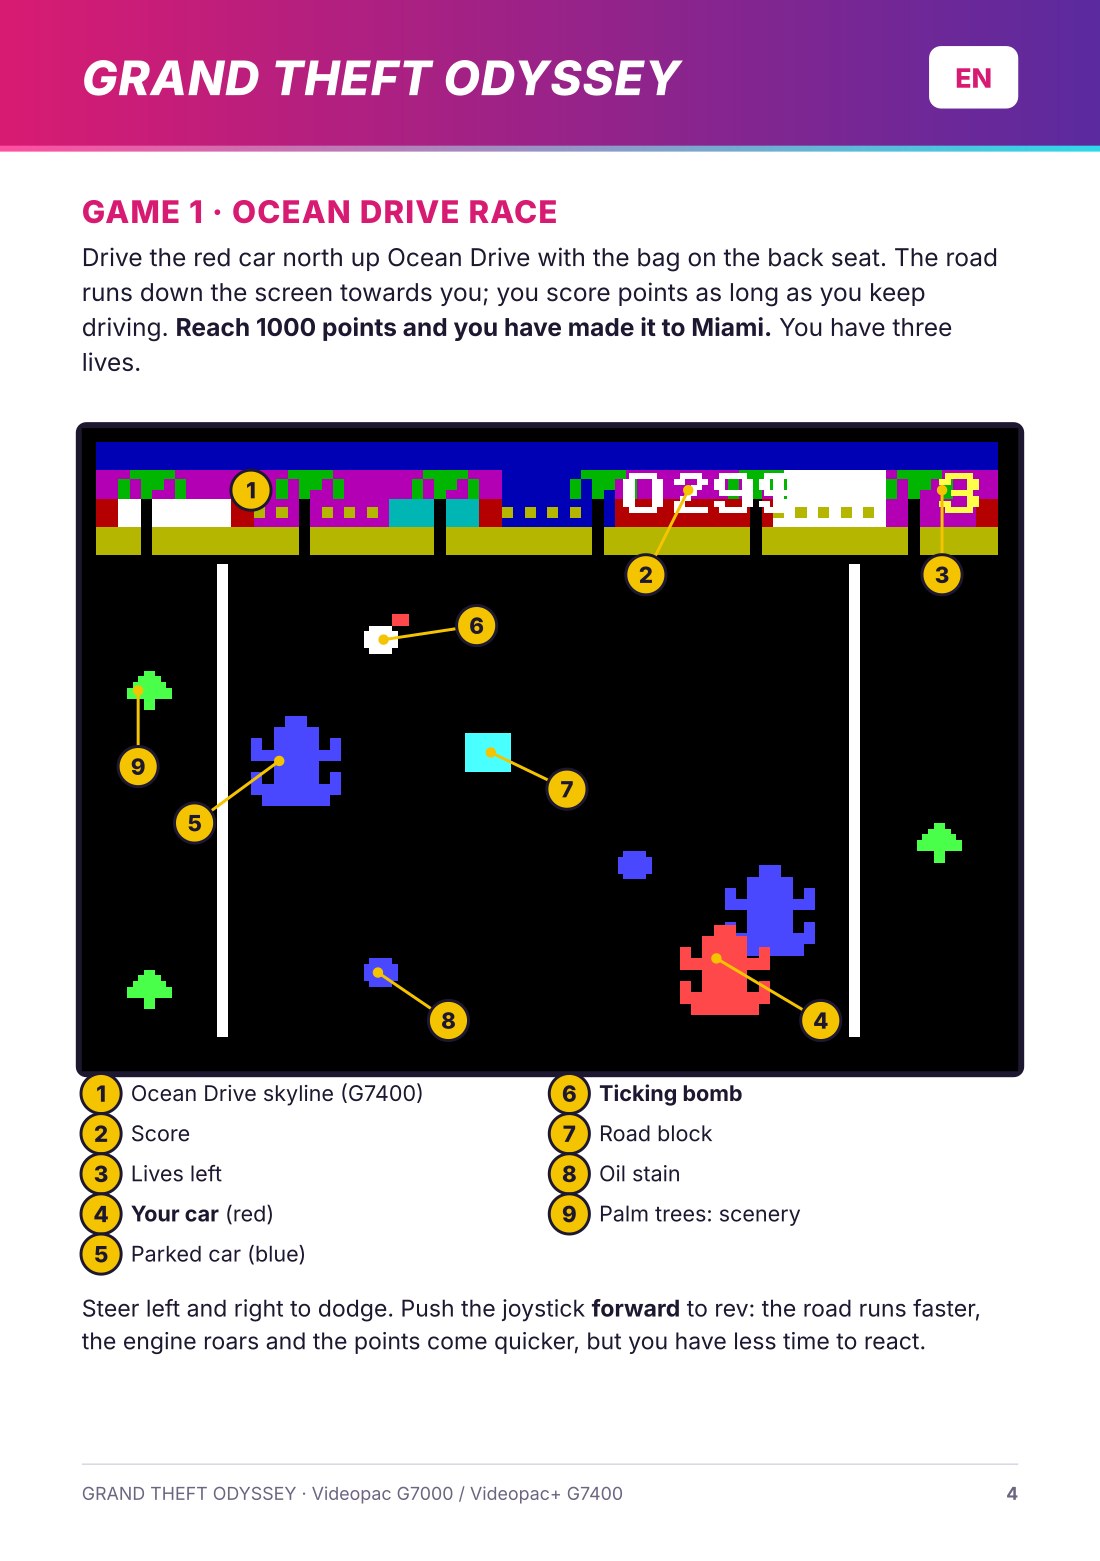 GRAND THEFT ODYSSEY
EN
GAME 1 · OCEAN DRIVE RACE
Drive the red car north up Ocean Drive with the bag on the back seat. The road
runs down the screen towards you; you score points as long as you keep
driving. Reach 1000 points and you have made it to Miami. You have three
lives.
1
0299
3
2
3
6
9
7
5
8
4
1 Ocean Drive skyline (G7400)
2 Score
3 Lives left
4 Your car (red)
5 Parked car (blue)
6 Ticking bomb
7 Road block
8 Oil stain
9 Palm trees: scenery
Steer left and right to dodge. Push the joystick forward to rev: the road runs faster,
the engine roars and the points come quicker, but you have less time to react.
GRAND THEFT ODYSSEY · Videopac G7000 / Videopac+ G7400
4